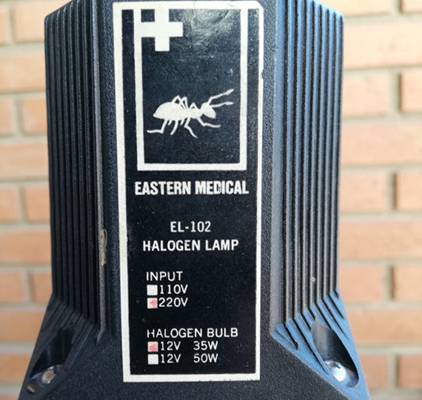 EASTERN MEDICAL
EL-102
HALOGEN LAMP
INPUT
110V
220V
HALOGEN BULB
12V 35W
12V 50W